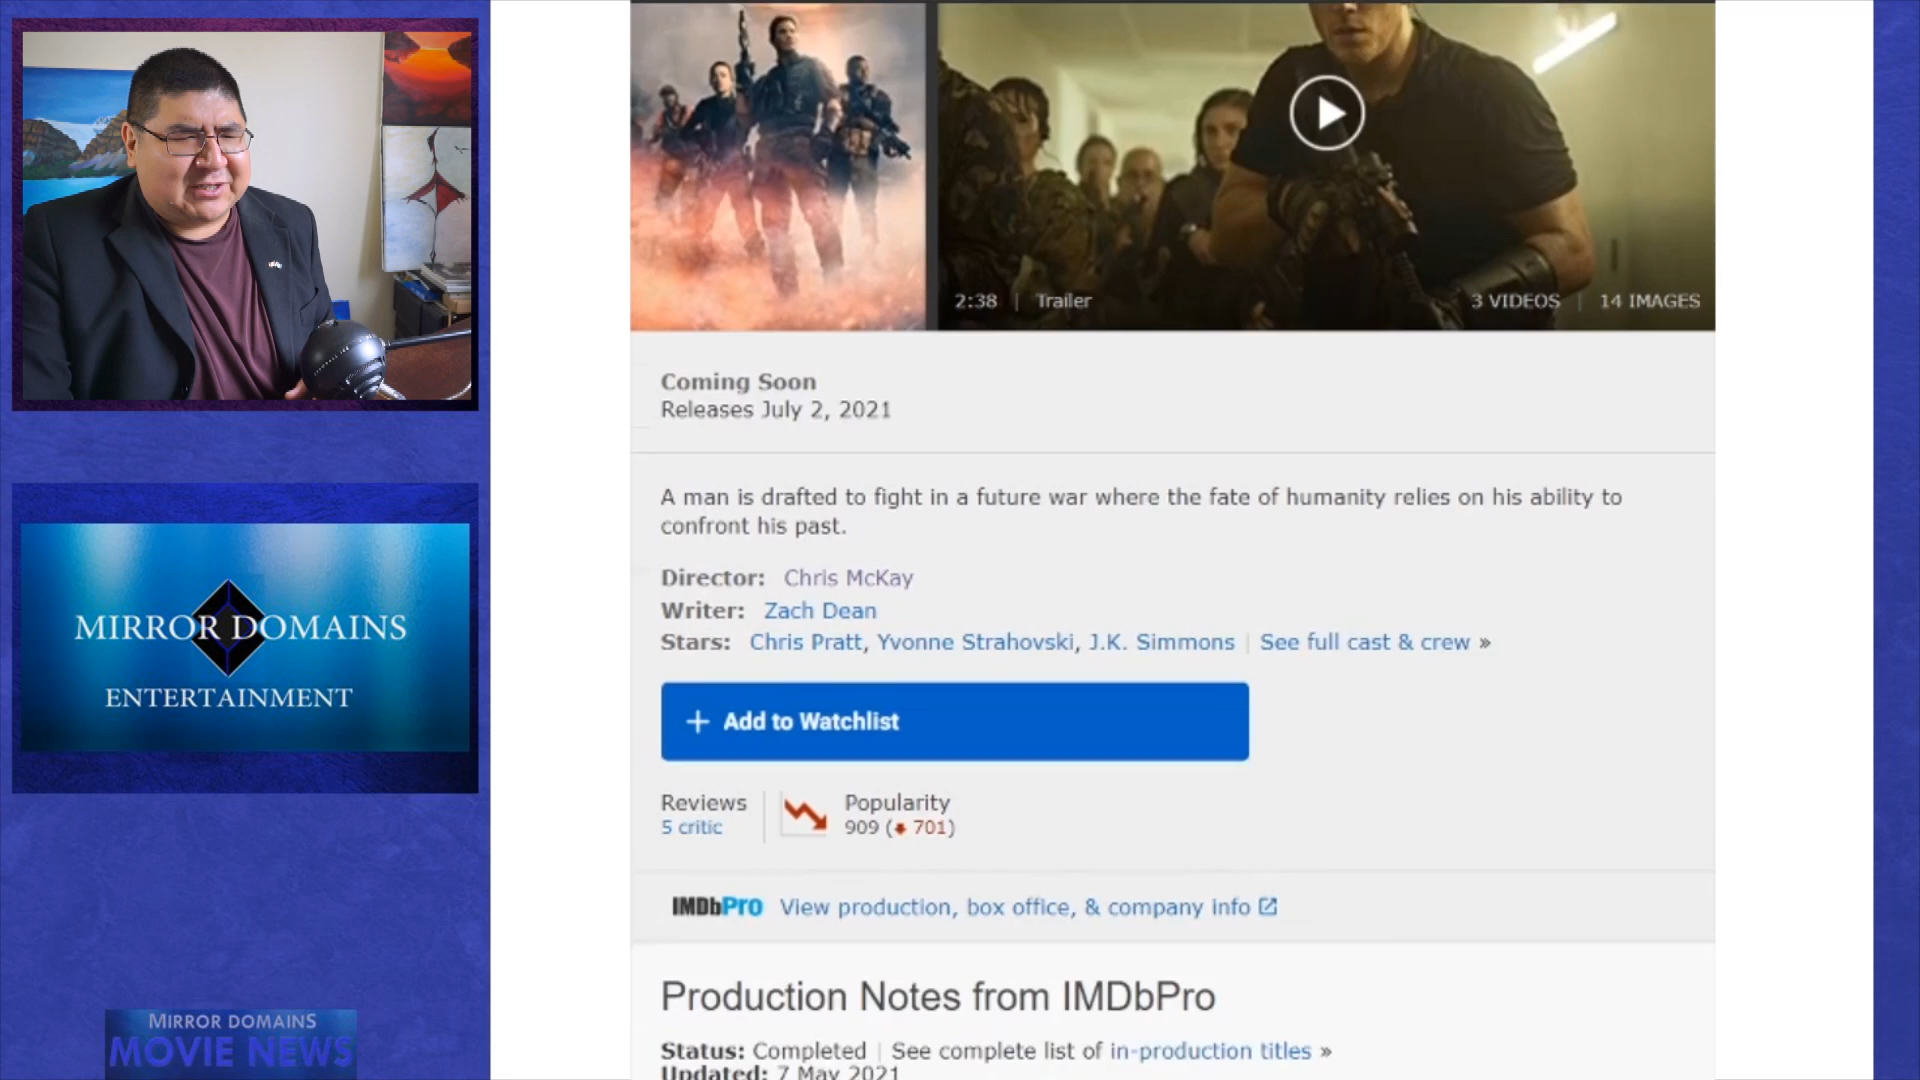 2:38 | Trailer
3 VIDEOS | 14 IMAGES
Coming Soon
Releases July 2, 2021
A man is drafted to fight in a future war where the fate of humanity relies on his ability to
confront his past.
Director: Chris McKay
Writer: Zach Dean
Stars: Chris Pratt, Yvonne Strahovski, J.K. Simmons | See full cast & crew »
+ Add to Watchlist
Reviews
5 critic
Popularity
909 (701)
IMDbPro View production, box office, & company info
Production Notes from IMDbPro
Status: Completed | See complete list of in-production titles »
Updated: 7 May 2021
MIRROR DOMAINS
ENTERTAINMENT
MIRROR DOMAINS
MOVIE NEWS